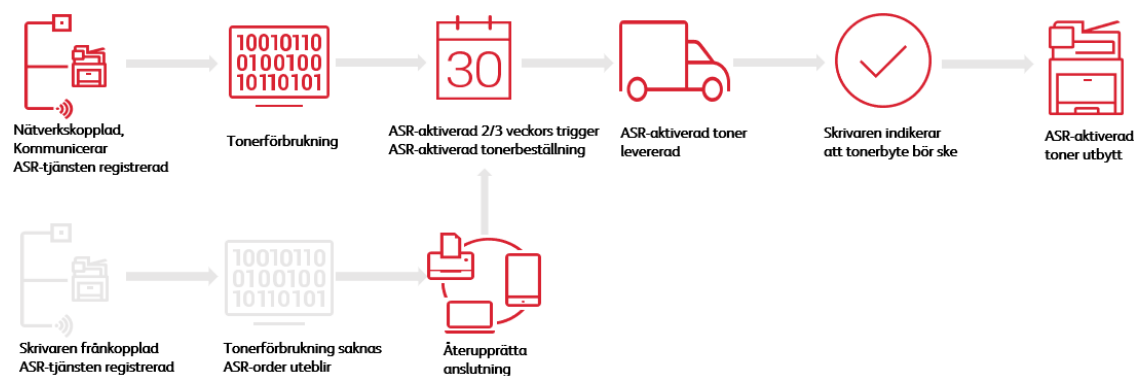 10010110
0100100
10110101
30
Nätverkskopplad,
Kommunicerar
ASR-tjänsten registrerad
Tonerförbrukning
ASR-aktiverad 2/3 veckors trigger
ASR-aktiverad tonerbeställning
ASR-aktiverad toner
levererad
Skrivaren indikerar
att tonerbyte bör ske
ASR-aktiverad
toner utbytt
10010110
0100100
10110101
Skrivaren frånkopplad
ASR-tjänsten registrerad
Tonerförbrukning saknas
ASR-order uteblir
Återupprätta
anslutning